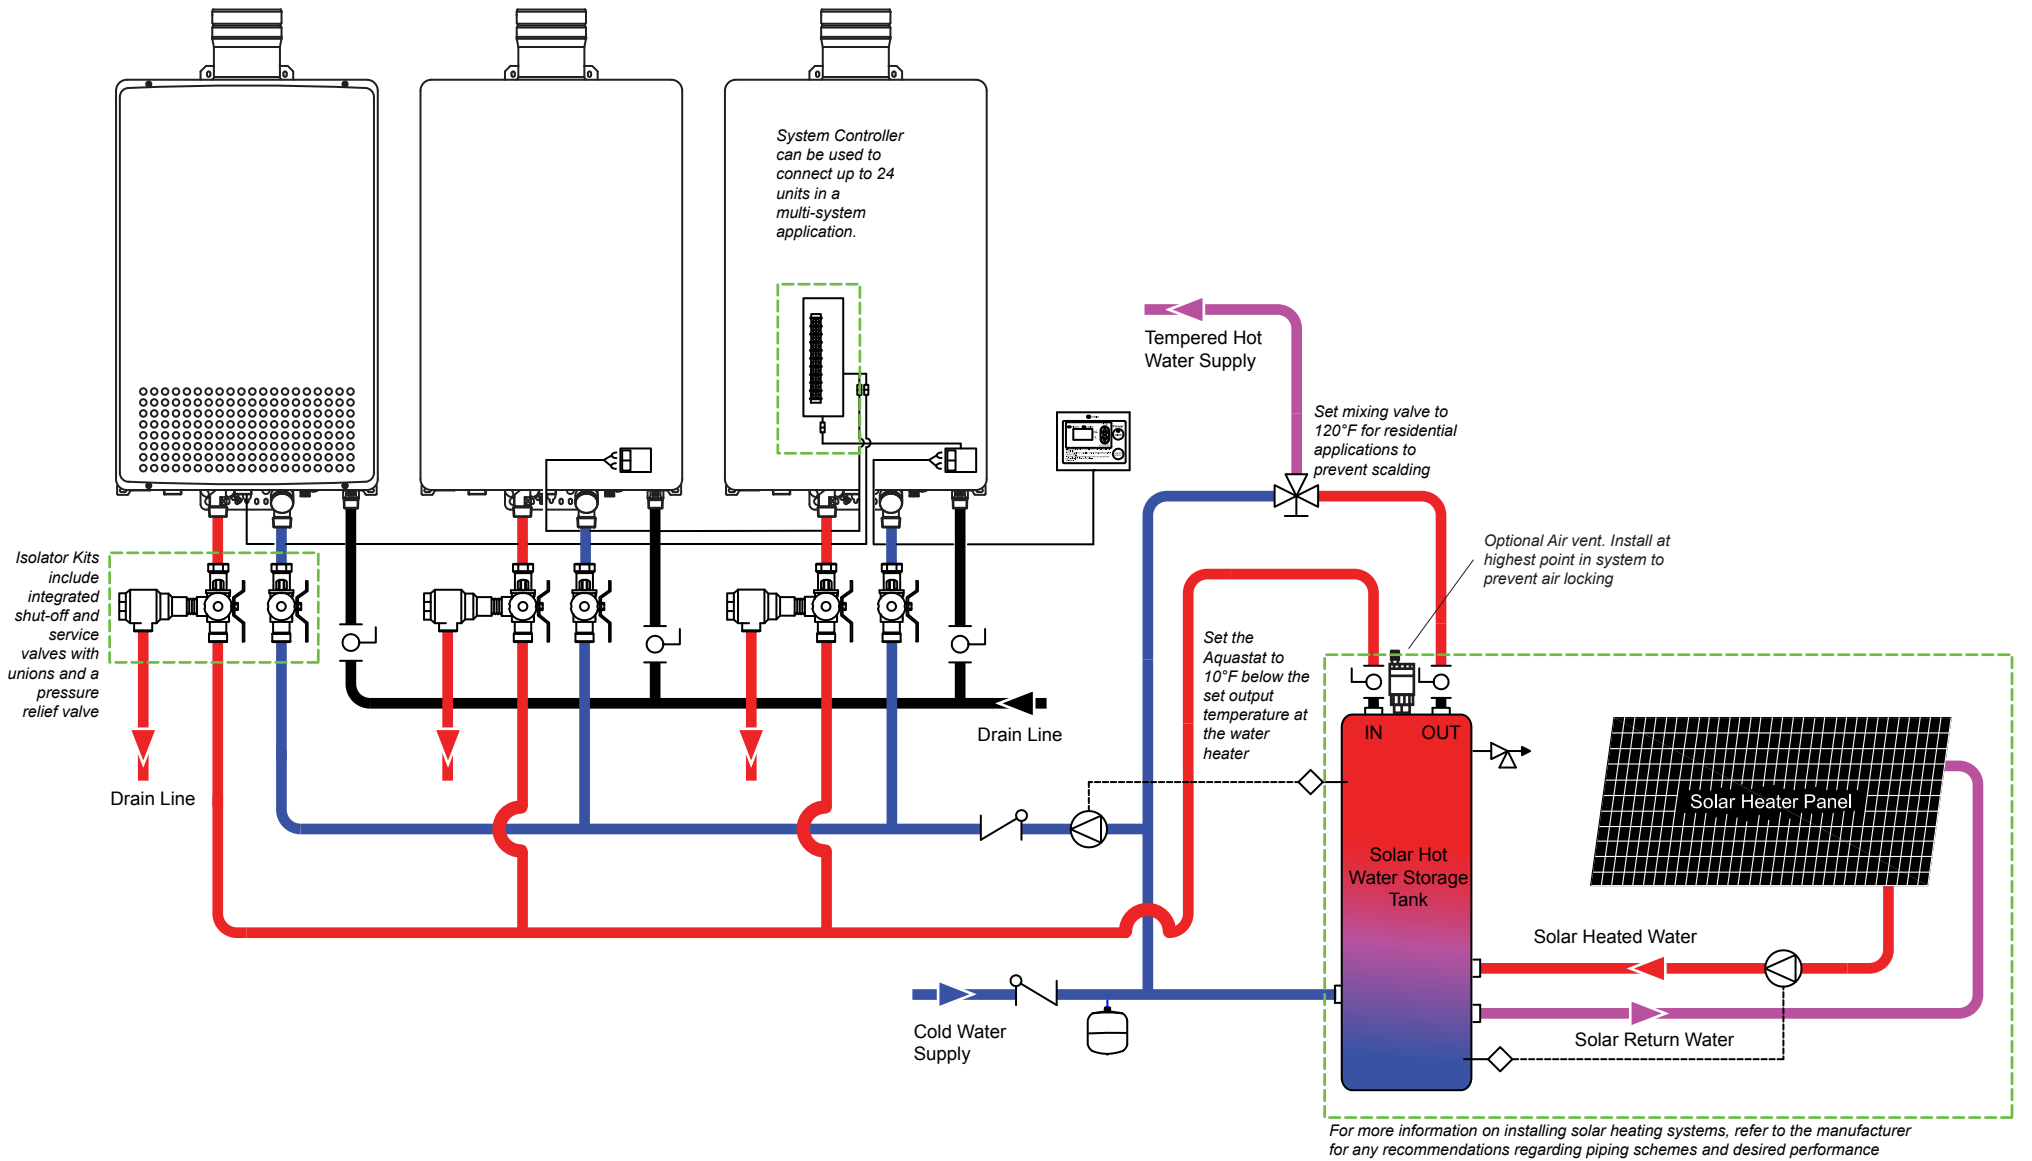 System Controller
can be used to
connect up to 24
units in a
multi-system
application.
Tempered Hot
Water Supply
Set mixing valve to
120°F for residential
applications to
prevent scalding
Optional Air vent. Install at
highest point in system to
prevent air locking
Isolator Kits
include
integrated
shut-off and
service
valves with
unions and a
pressure
relief valve
Set the
Aquastat to
10°F below the
set output
temperature at
the water
heater
Drain Line
Drain Line
IN OUT
Solar Heater Panel
Solar Hot
Water Storage
Tank
Solar Heated Water
Solar Return Water
Cold Water
Supply
For more information on installing solar heating systems, refer to the manufacturer
for any recommendations regarding piping schemes and desired performance